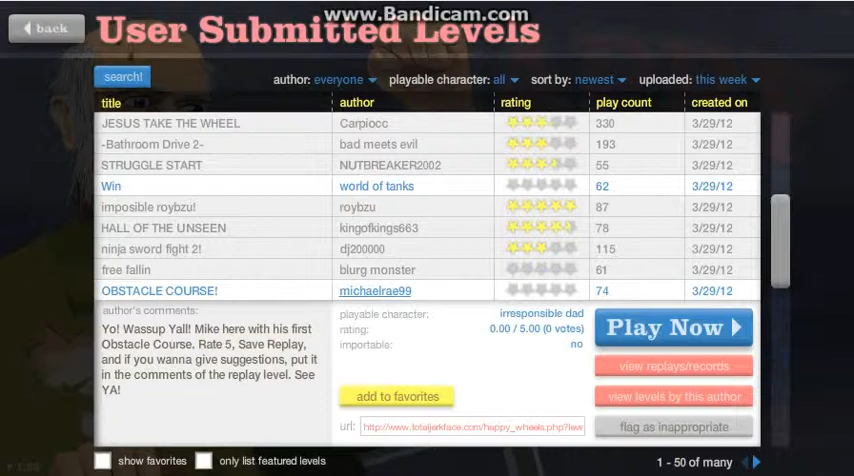 www.Bandicam.com
back
User Submitted Levels
search!
author: everyone playable character: all sort by: newest uploaded: this week
title author rating play count created on
JESUS TAKE THE WHEEL Carpiocc 330 3/29/12
-Bathroom Drive 2- bad meets evil 193 3/29/12
STRUGGLE START NUTBREAKER2002 55 3/29/12
Win world of tanks 62 3/29/12
imposible roybzu! roybzu 87 3/29/12
HALL OF THE UNSEEN kingofkings663 78 3/29/12
ninja sword fight 2! dj200000 115 3/29/12
free fallin blurg monster 61 3/29/12
OBSTACLE COURSE! michaelrae99 74 3/29/12
author's comments:
Yo! Wassup Yall! Mike here with his first
Obstacle Course. Rate 5, Save Replay,
and if you wanna give suggestions, put it
in the comments of the replay level. See
YA!
playable character: irresponsible dad
rating: 0.00 / 5.00 (0 votes)
importable: no
add to favorites
url: http://www.totaljerkface.com/happy_wheels.php?leve
Play Now
view replays/records
view levels by this author
flag as inappropriate
show favorites only list featured levels
1 - 50 of many